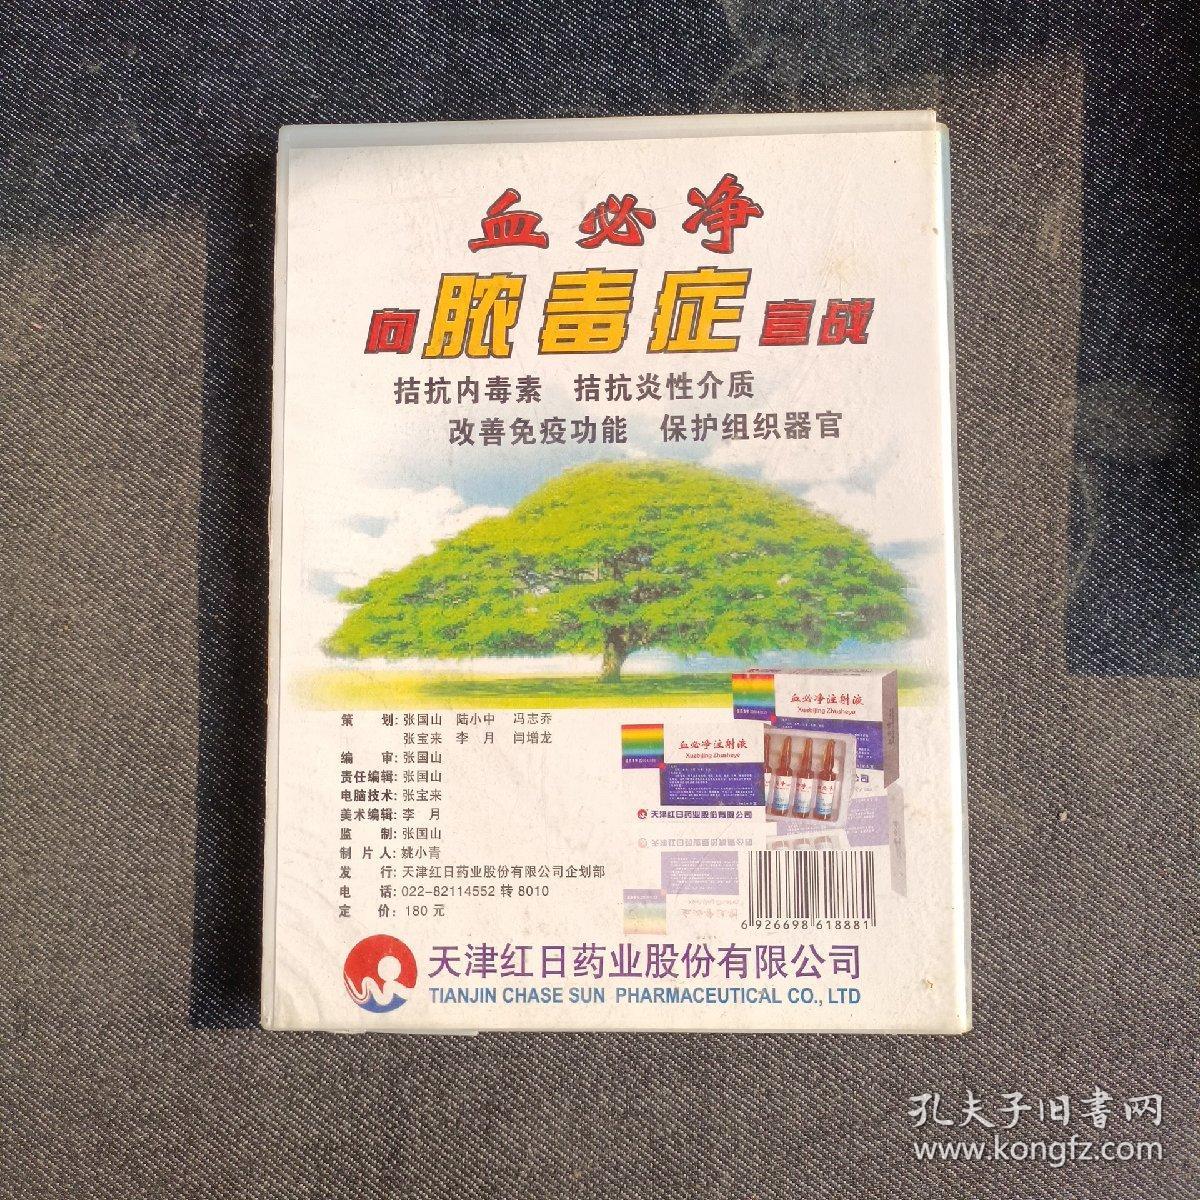 血必净
向脓毒症宣战
拮抗内毒素 拮抗炎性介质
改善免疫功能 保护组织器官
策 划: 张国山 陆小中 冯志乔
张宝来 李 月 闫增龙
编 审: 张国山
责任编辑: 张国山
电脑技术: 张宝来
美术编辑: 李 月
监 制: 张国山
制 片 人: 姚小青
发 行: 天津红日药业股份有限公司企划部
电 话: 022-82114552 转 8010
定 价: 180 元
血必净注射液
Xuebijing Zhusheye
血必净注射液
Xuebijing Zhusheye
天津红日药业股份有限公司
6 926698 618881
天津红日药业股份有限公司
TIANJIN CHASE SUN PHARMACEUTICAL CO., LTD
孔夫子旧书网
www.kongfz.com